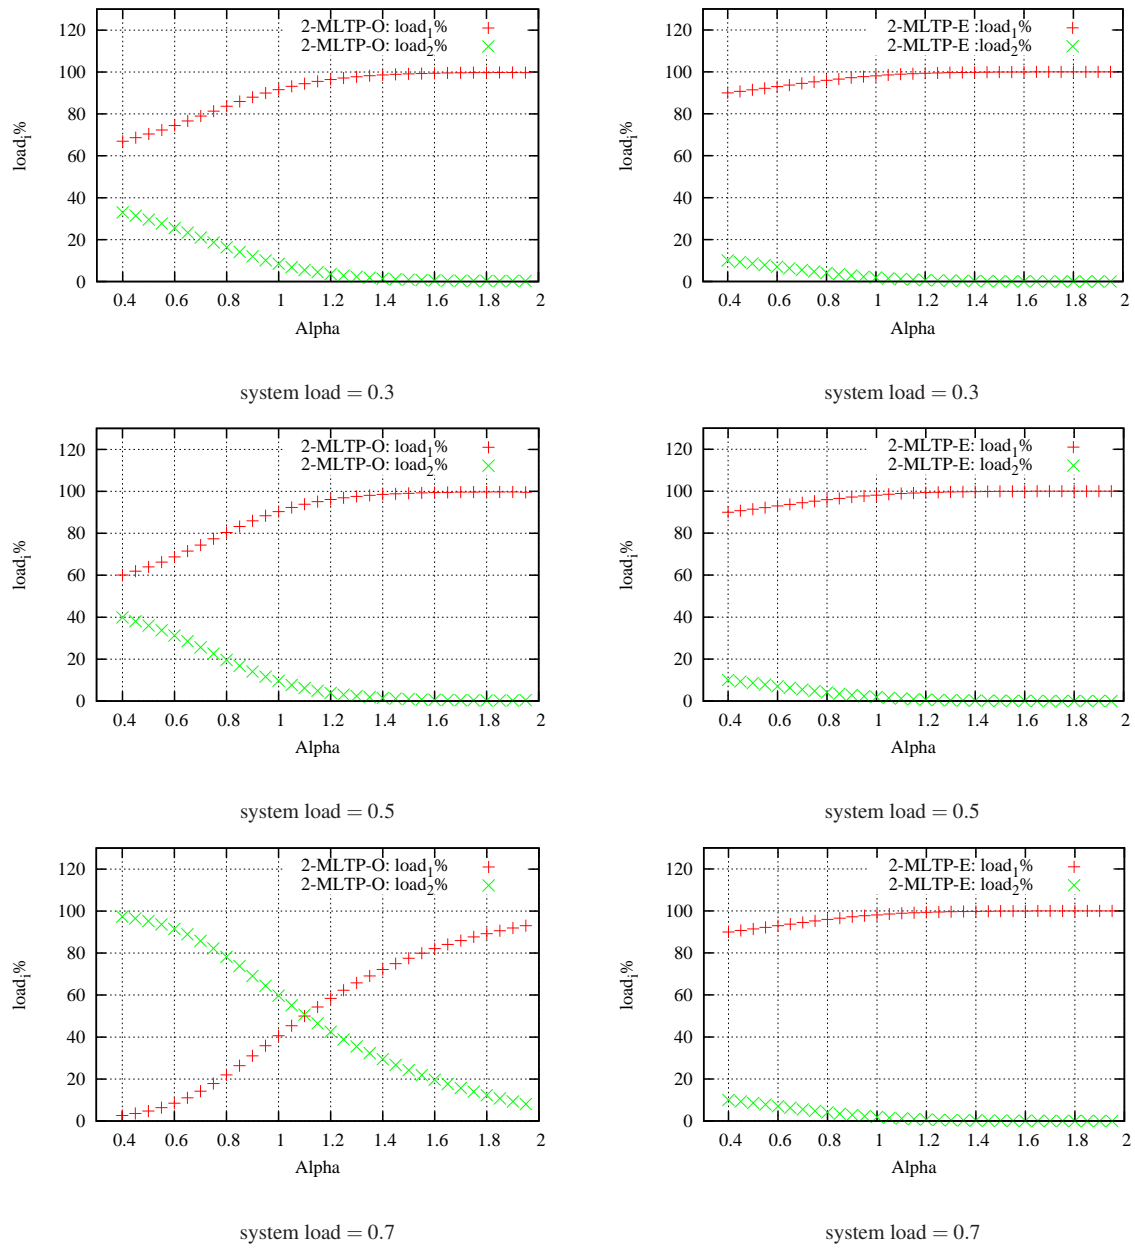 120
2-MLTP-O: load1%
2-MLTP-O: load2%
100
80
60
40
20
0
load i%
0.4 0.6 0.8 1 1.2 1.4 1.6 1.8 2
Alpha
system load = 0.3
120
2-MLTP-E :load1%
2-MLTP-E :load2%
100
80
60
40
20
0
load i%
0.4 0.6 0.8 1 1.2 1.4 1.6 1.8 2
Alpha
system load = 0.3
120
2-MLTP-O: load1%
2-MLTP-O: load2%
100
80
60
40
20
0
load i%
0.4 0.6 0.8 1 1.2 1.4 1.6 1.8 2
Alpha
system load = 0.5
120
2-MLTP-E: load1%
2-MLTP-E: load2%
100
80
60
40
20
0
load i%
0.4 0.6 0.8 1 1.2 1.4 1.6 1.8 2
Alpha
system load = 0.5
120
2-MLTP-O: load1%
2-MLTP-O: load2%
100
80
60
40
20
0
load i%
0.4 0.6 0.8 1 1.2 1.4 1.6 1.8 2
Alpha
system load = 0.7
120
2-MLTP-E: load1%
2-MLTP-E: load2%
100
80
60
40
20
0
load i%
0.4 0.6 0.8 1 1.2 1.4 1.6 1.8 2
Alpha
system load = 0.7